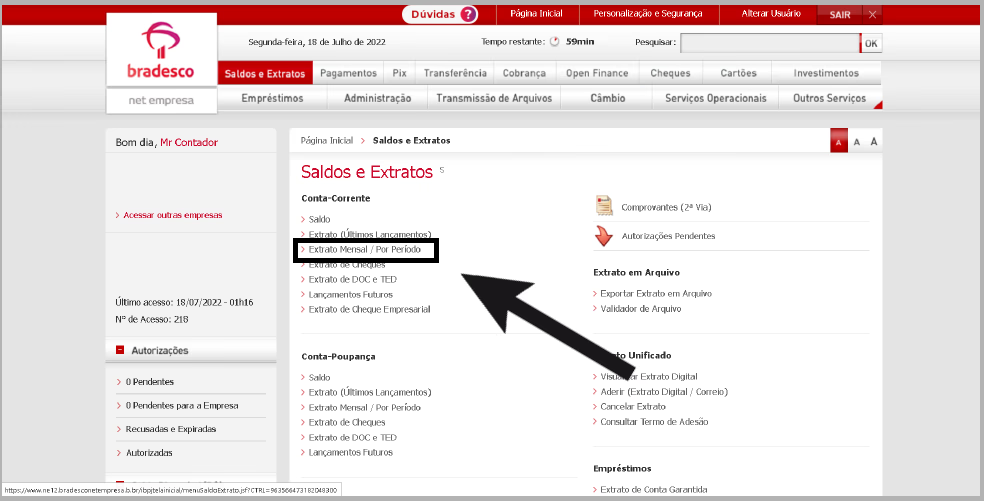 Dúvidas ? Página Inicial Personalização e Segurança Alterar Usuário SAIR X
bradesco
net empresa
Segunda-feira, 18 de Julho de 2022 Tempo restante: 59min Pesquisar: OK
Saldos e Extratos Pagamentos Pix Transferência Cobrança Open Finance Cheques Cartões Investimentos
Empréstimos Administração Transmissão de Arquivos Câmbio Serviços Operacionais Outros Serviços
Bom dia, Mr Contador
> Acessar outras empresas
Último acesso: 18/07/2022 - 01h16
Nº de Acesso: 218
Autorizações
> 0 Pendentes
> 0 Pendentes para a Empresa
> Recusadas e Expiradas
> Autorizadas
Página Inicial > Saldos e Extratos A A A
Saldos e Extratos S
Conta-Corrente
> Saldo
> Extrato (Últimos Lançamentos)
> Extrato Mensal / Por Período
> Extrato de Cheques
> Extrato de DOC e TED
> Lançamentos Futuros
> Extrato de Cheque Empresarial
Conta-Poupança
> Saldo
> Extrato (Últimos Lançamentos)
> Extrato Mensal / Por Período
> Extrato de Cheques
> Extrato de DOC e TED
> Lançamentos Futuros
Comprovantes (2ª Via)
Autorizações Pendentes
Extrato em Arquivo
> Exportar Extrato em Arquivo
> Validador de Arquivo
Unificado
> Extrato Digital
> Aderir (Extrato Digital / Correio)
> Cancelar Extrato
> Consultar Termo de Adesão
Empréstimos
> Extrato de Conta Garantida
https://www.ne12.bradesconetempresa.b.br/ibpjtelainicial/menuSaldoExtrato.jsf?CTRL=963566473182048300